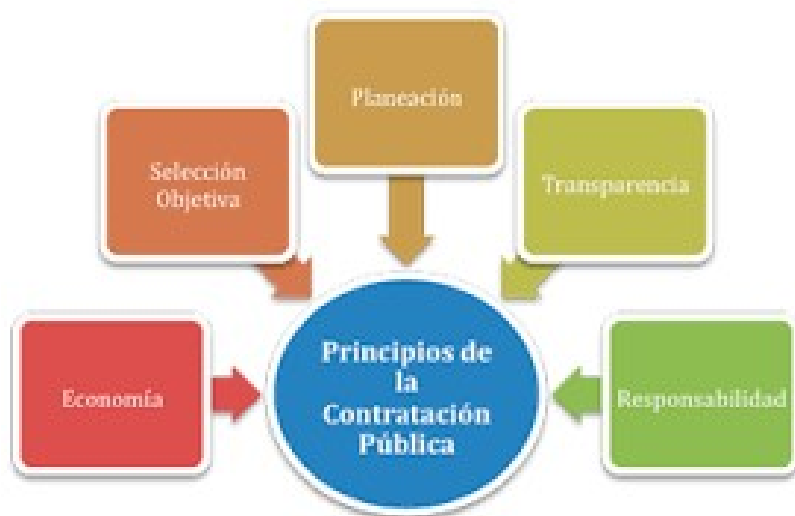 Planeación
Selección
Objetiva
Transparencia
Economía
Principios de
la
Contratación
Pública
Responsabilidad